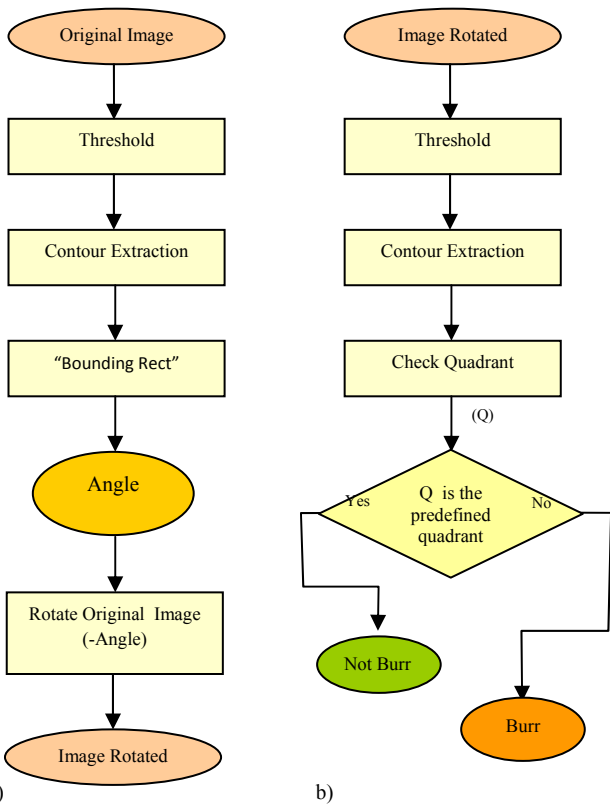 Original Image
Threshold
Contour Extraction
“Bounding Rect”
Angle
Rotate Original Image
(-Angle)
Image Rotated
)
Image Rotated
Threshold
Contour Extraction
Check Quadrant
(Q)
Yes
Q is the
predefined
quadrant
No
Not Burr
Burr
b)